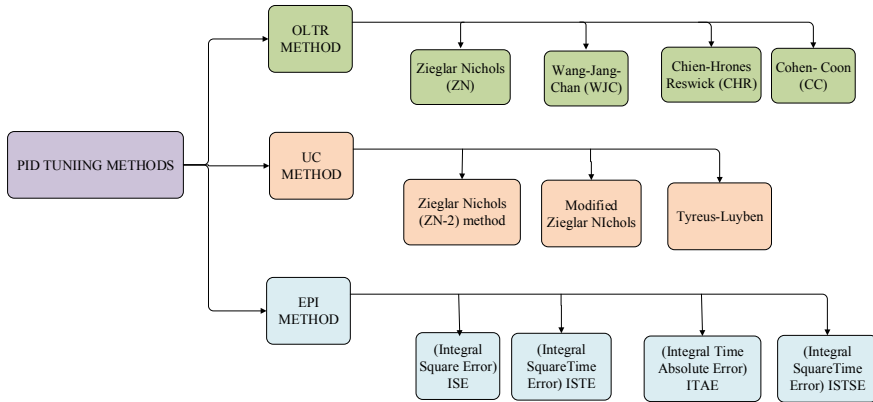 OLTR
METHOD
Zieglar Nichols
(ZN)
Wang-Jang-
Chan (WJC)
Chien-Hrones
Reswick (CHR)
Cohen- Coon
(CC)
PID TUNIING METHODS
UC
METHOD
Zieglar Nichols
(ZN-2) method
Modified
Zieglar NIchols
Tyreus-Luyben
EPI
METHOD
(Integral
Square Error)
ISE
(Integral
SquareTime
Error) ISTE
(Integral Time
Absolute Error)
ITAE
(Integral
SquareTime
Error) ISTSE